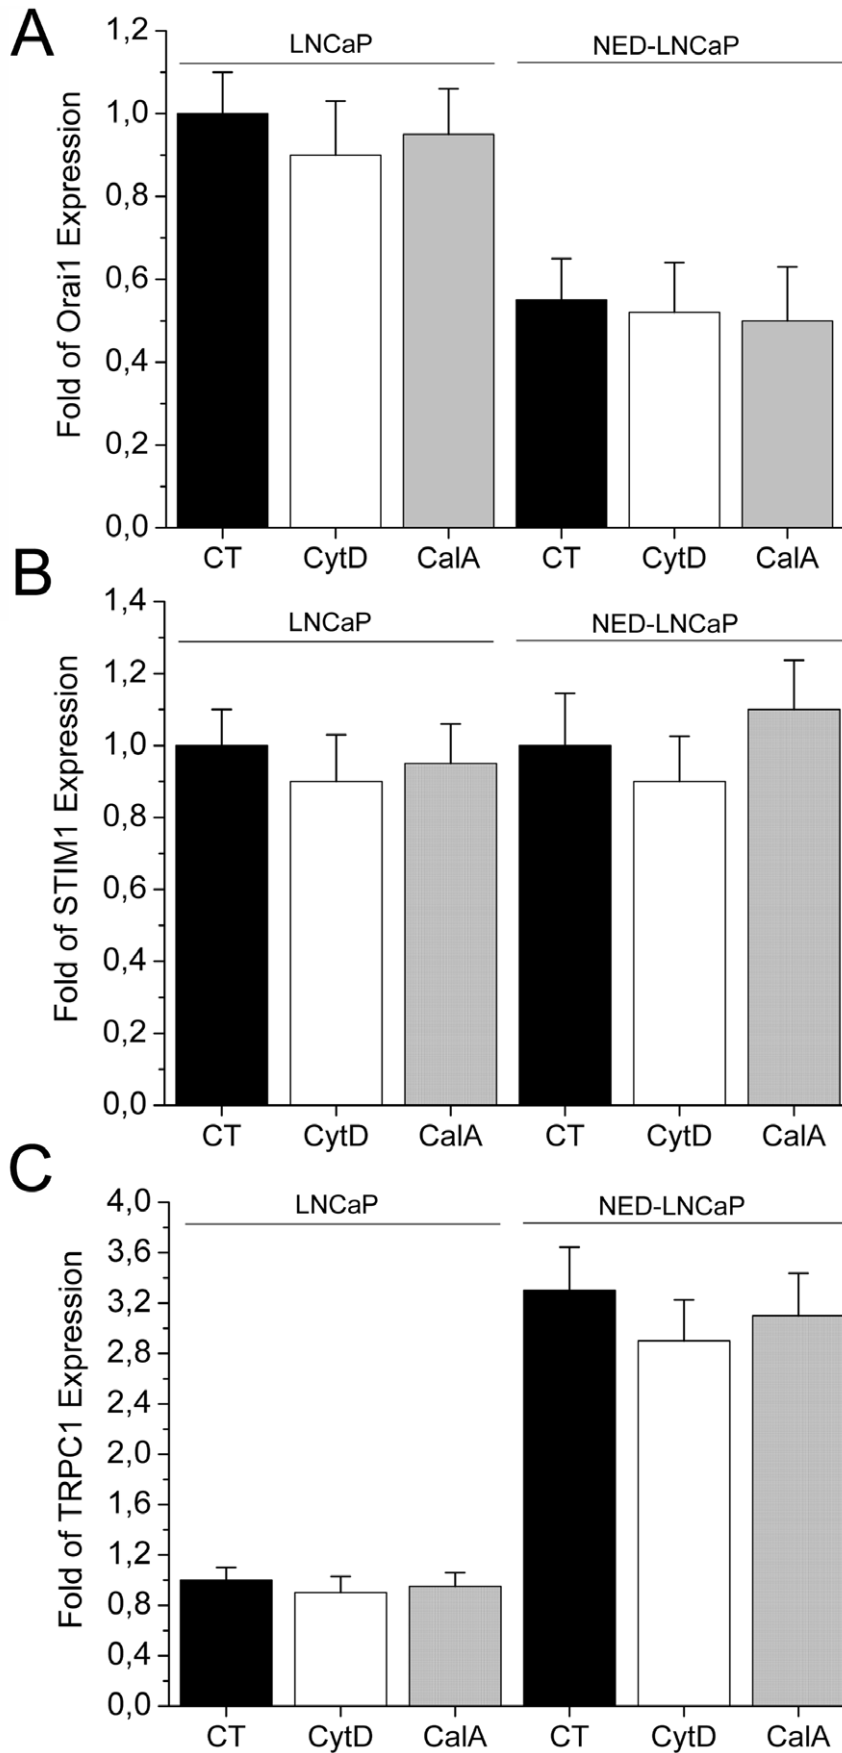 A
Fold of Orai1 Expression
1,2
1,0
0,8
0,6
0,4
0,2
0,0
LNCaP
NED-LNCaP
CT CytD CalA CT CytD CalA
B
Fold of STIM1 Expression
1,4
1,2
1,0
0,8
0,6
0,4
0,2
0,0
LNCaP
NED-LNCaP
CT CytD CalA CT CytD CalA
C
Fold of TRPC1 Expression
4,0
3,6
3,2
2,8
2,4
2,0
1,6
1,2
0,8
0,4
0,0
LNCaP
NED-LNCaP
CT CytD CalA CT CytD CalA